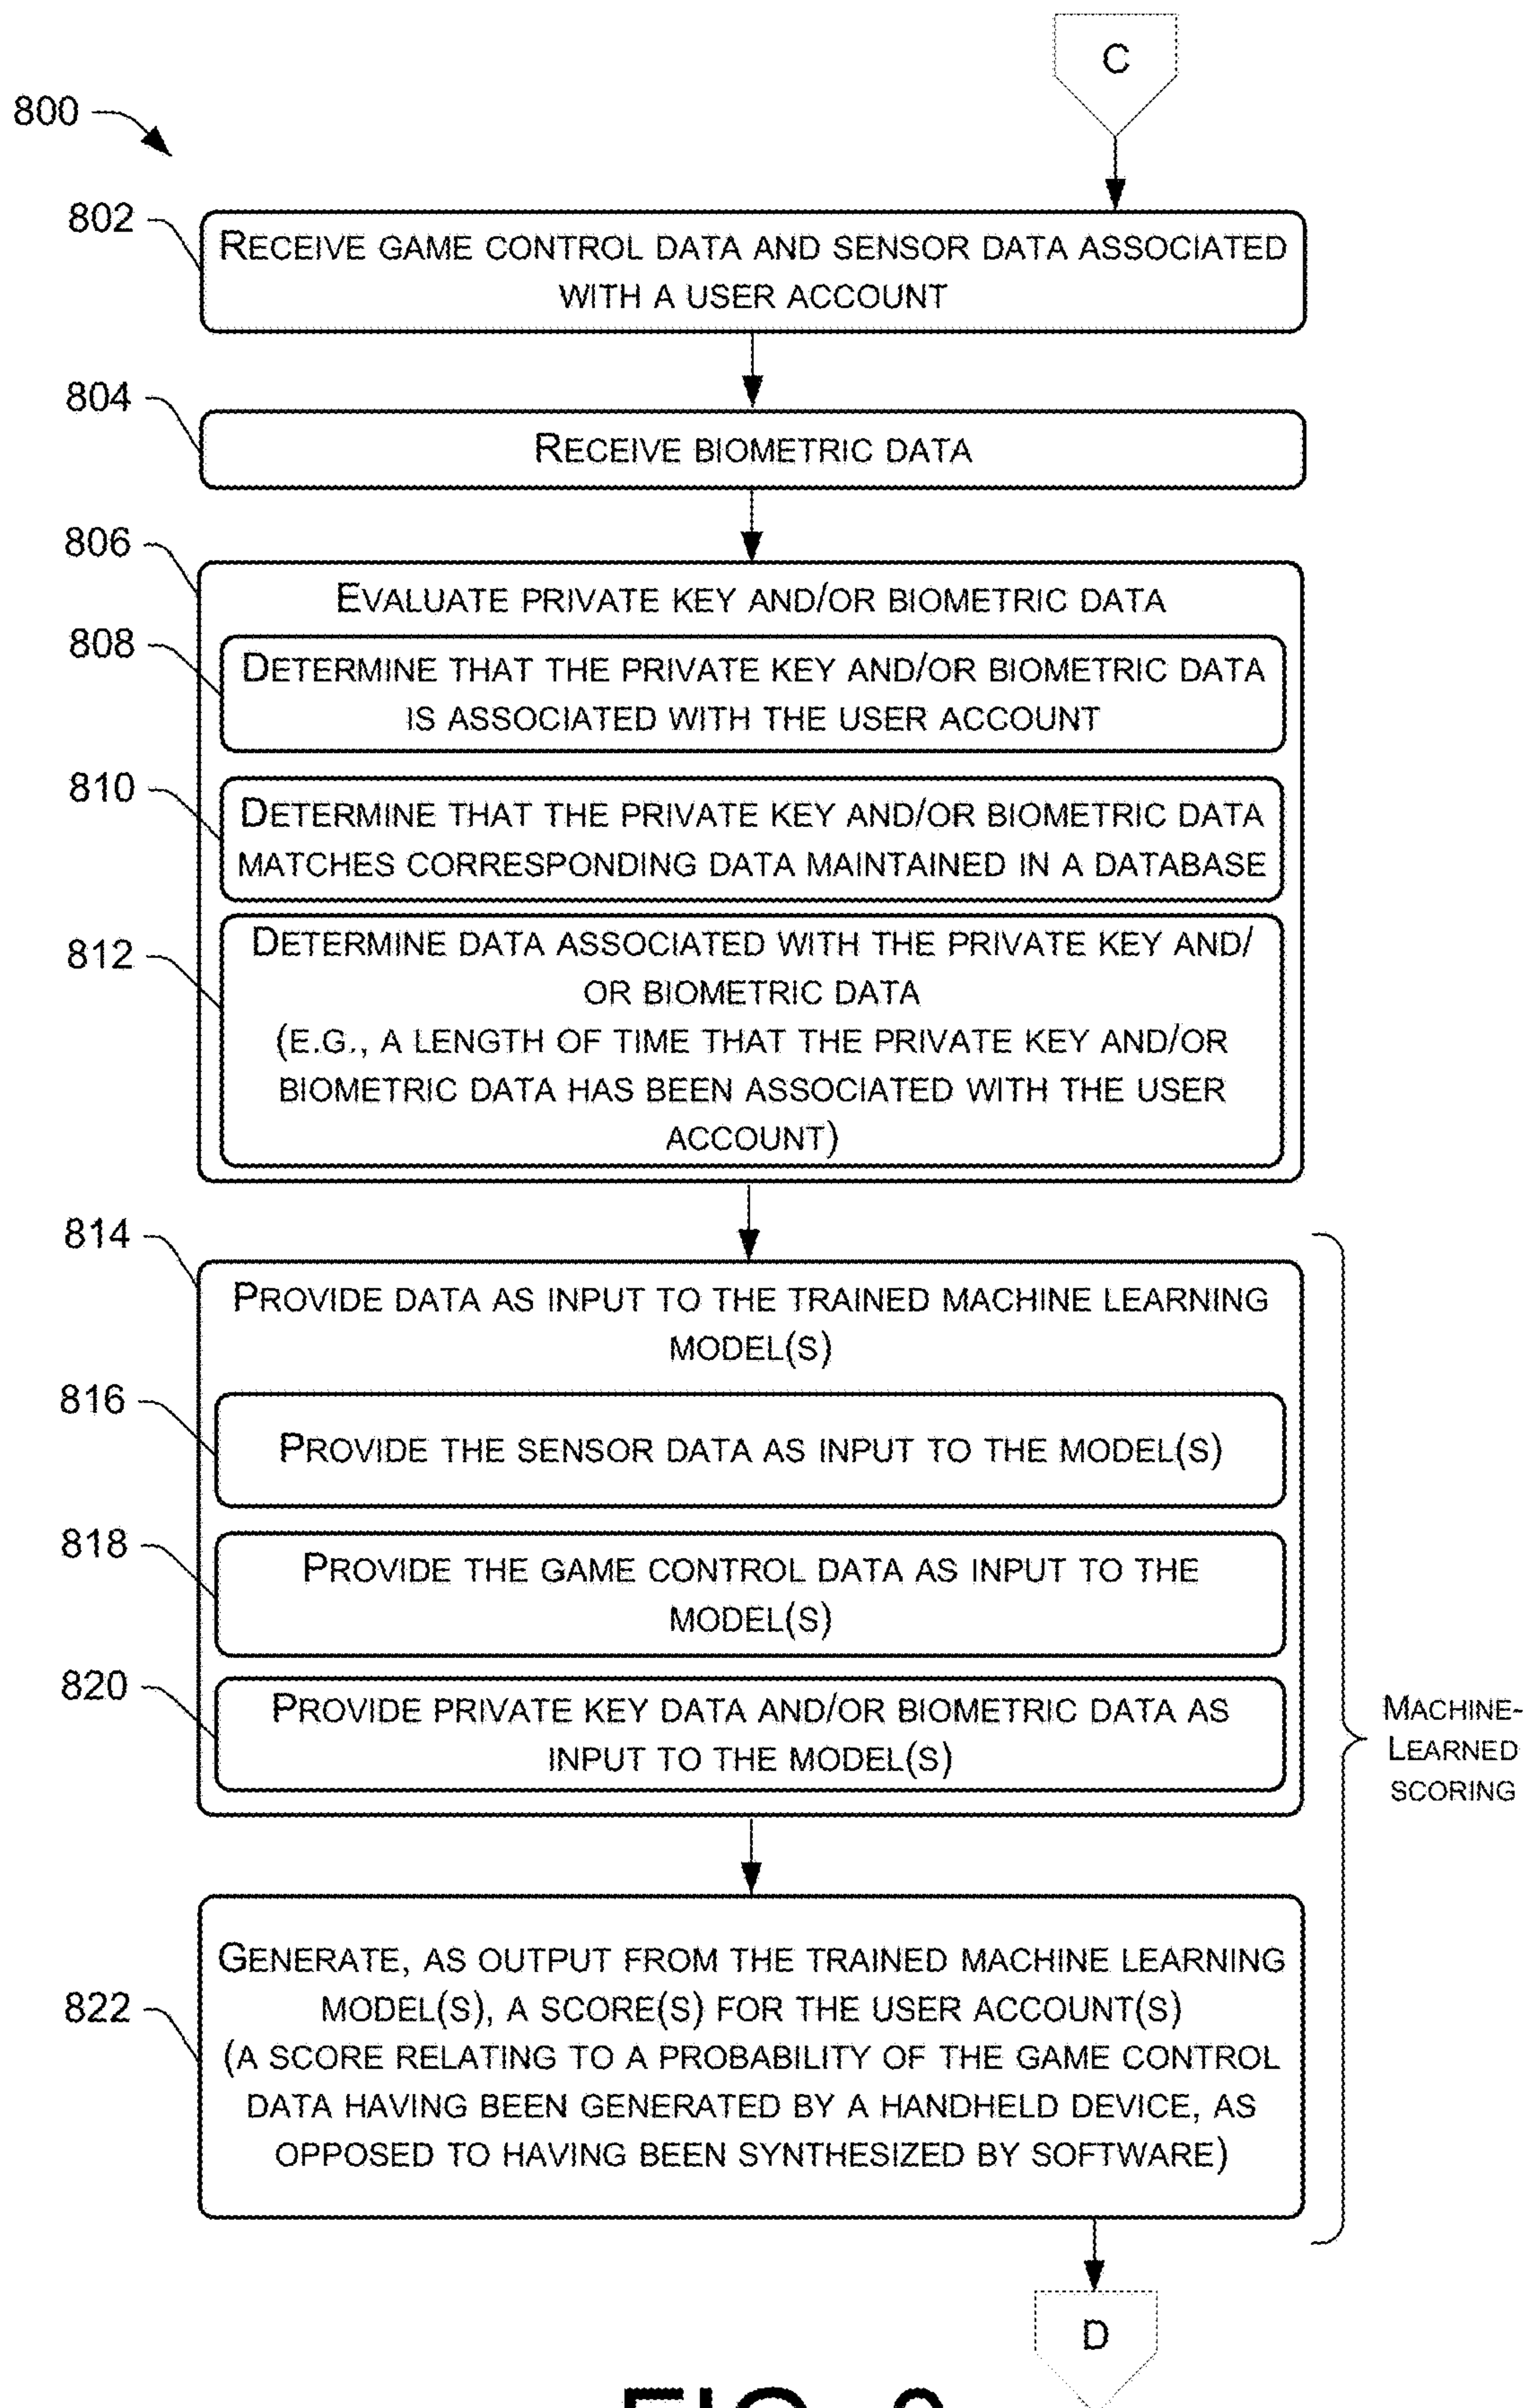 C
800
802
RECEIVE GAME CONTROL DATA AND SENSOR DATA ASSOCIATED
WITH A USER ACCOUNT
804
RECEIVE BIOMETRIC DATA
806
EVALUATE PRIVATE KEY AND/OR BIOMETRIC DATA
808
DETERMINE THAT THE PRIVATE KEY AND/OR BIOMETRIC DATA
IS ASSOCIATED WITH THE USER ACCOUNT
810
DETERMINE THAT THE PRIVATE KEY AND/OR BIOMETRIC DATA
MATCHES CORRESPONDING DATA MAINTAINED IN A DATABASE
812
DETERMINE DATA ASSOCIATED WITH THE PRIVATE KEY AND/
OR BIOMETRIC DATA
(E.G., A LENGTH OF TIME THAT THE PRIVATE KEY AND/OR
BIOMETRIC DATA HAS BEEN ASSOCIATED WITH THE USER
ACCOUNT)
814
PROVIDE DATA AS INPUT TO THE TRAINED MACHINE LEARNING
MODEL(S)
816
PROVIDE THE SENSOR DATA AS INPUT TO THE MODEL(S)
818
PROVIDE THE GAME CONTROL DATA AS INPUT TO THE
MODEL(S)
820
PROVIDE PRIVATE KEY DATA AND/OR BIOMETRIC DATA AS
INPUT TO THE MODEL(S)
MACHINE-
LEARNED
SCORING
822
GENERATE, AS OUTPUT FROM THE TRAINED MACHINE LEARNING
MODEL(S), A SCORE(S) FOR THE USER ACCOUNT(S)
(A SCORE RELATING TO A PROBABILITY OF THE GAME CONTROL
DATA HAVING BEEN GENERATED BY A HANDHELD DEVICE, AS
OPPOSED TO HAVING BEEN SYNTHESIZED BY SOFTWARE)
D
FIG.